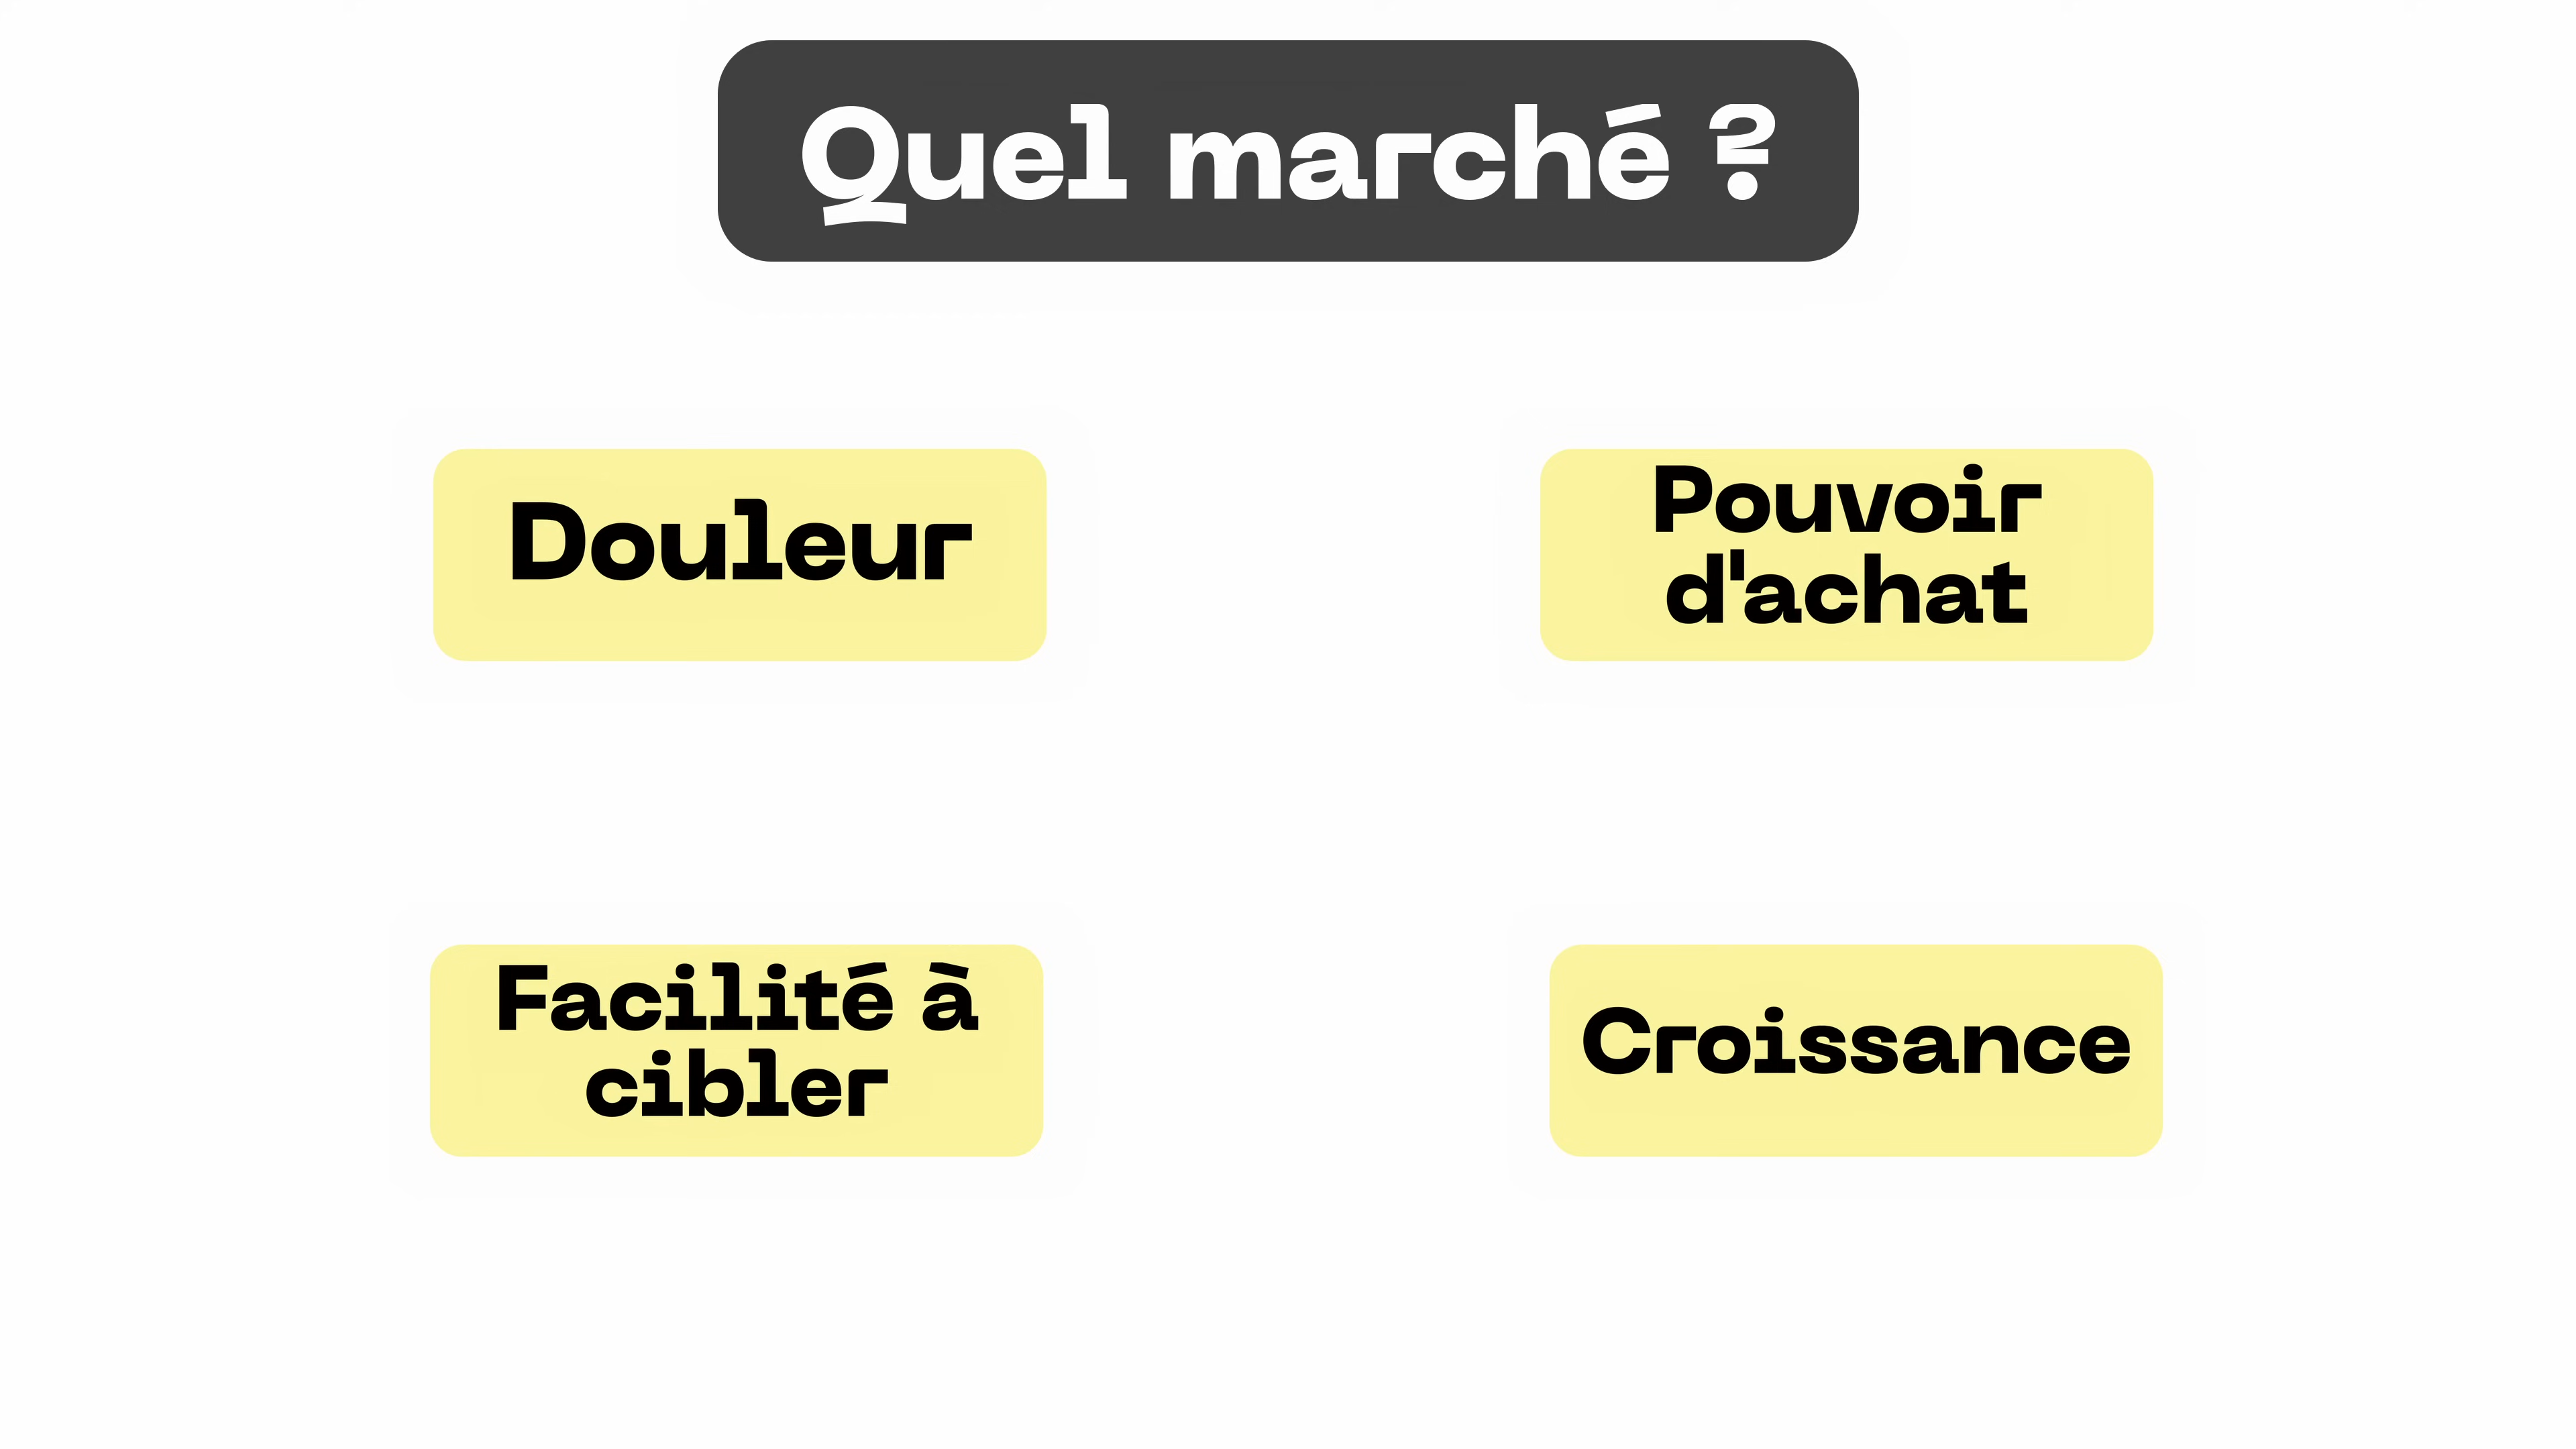 Quel marché ?
Douleur
Pouvoir
d'achat
Facilité à
cibler
Croissance